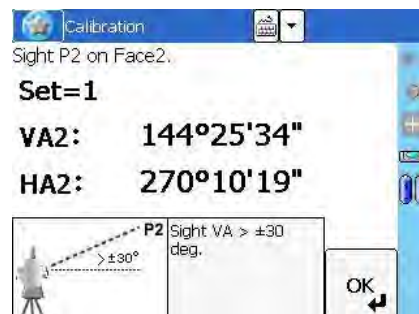 Calibration
Sight P2 on Face2.
Set=1
VA2: 144°25'34"
HA2: 270°10'19"
P2
>±30°
Sight VA > ±30
deg.
OK